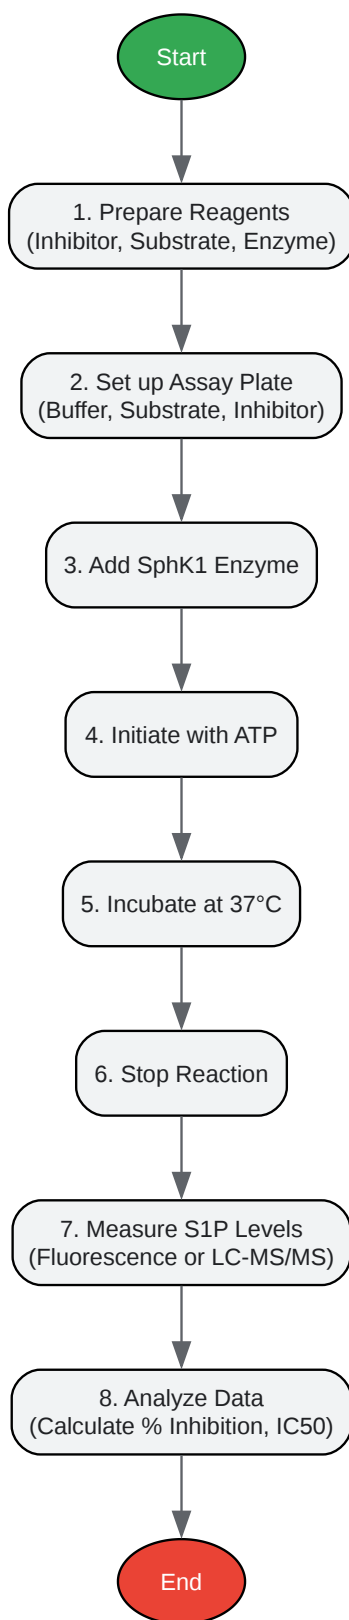 Start
1. Prepare Reagents
(Inhibitor, Substrate, Enzyme)
2. Set up Assay Plate
(Buffer, Substrate, Inhibitor)
3. Add SphK1 Enzyme
4. Initiate with ATP
5. Incubate at 37°C
6. Stop Reaction
7. Measure S1P Levels
(Fluorescence or LC-MS/MS)
8. Analyze Data
(Calculate % Inhibition, IC50)
End